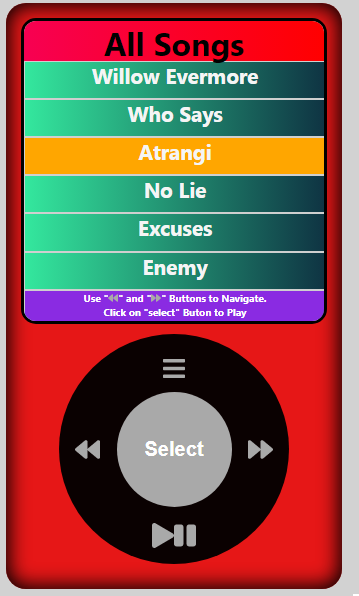 All Songs
Willow Evermore
Who Says
Atrangi
No Lie
Excuses
Enemy
Use "⏪" and "⏩" Buttons to Navigate.
Click on "select" Buton to Play
Select